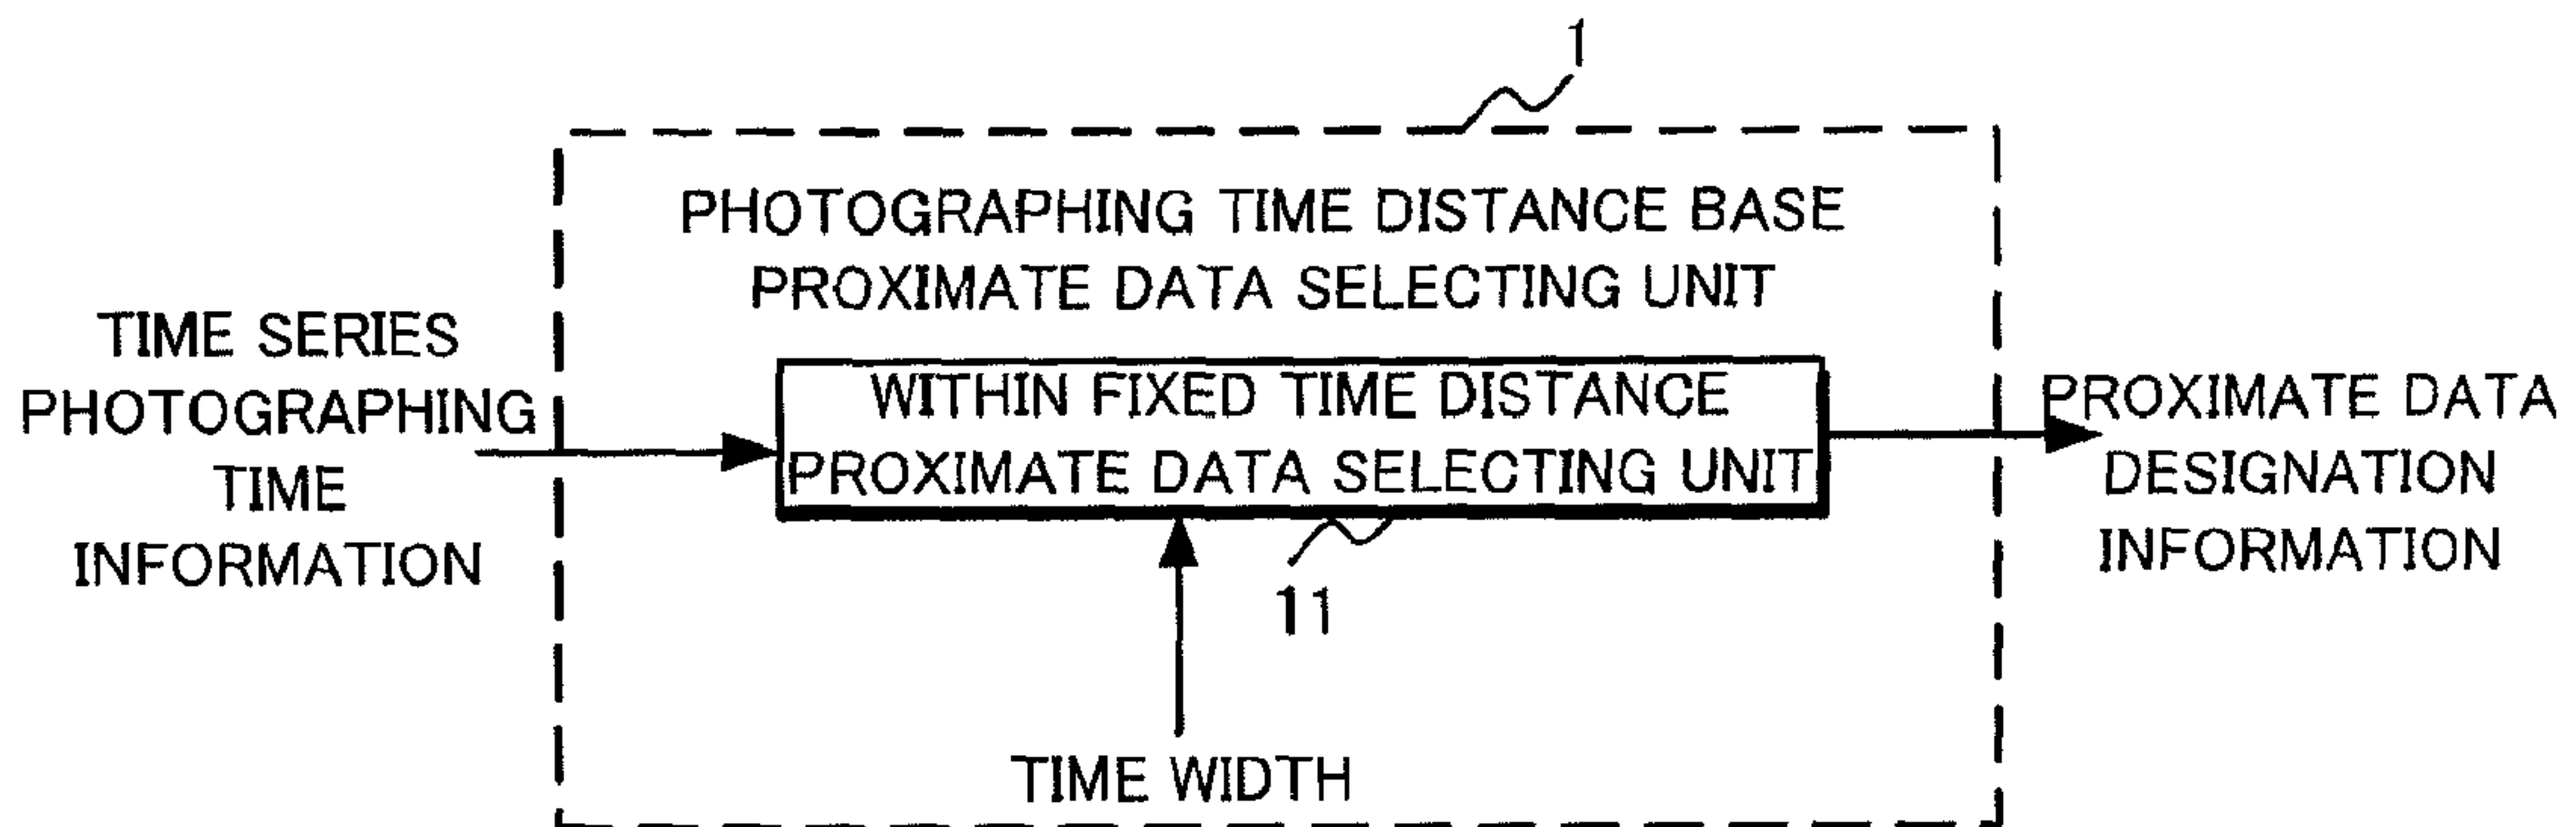 1
PHOTOGRAPHING TIME DISTANCE BASE
PROXIMATE DATA SELECTING UNIT
TIME SERIES
PHOTOGRAPHING
TIME
INFORMATION
WITHIN FIXED TIME DISTANCE
PROXIMATE DATA SELECTING UNIT
11
TIME WIDTH
PROXIMATE DATA
DESIGNATION
INFORMATION